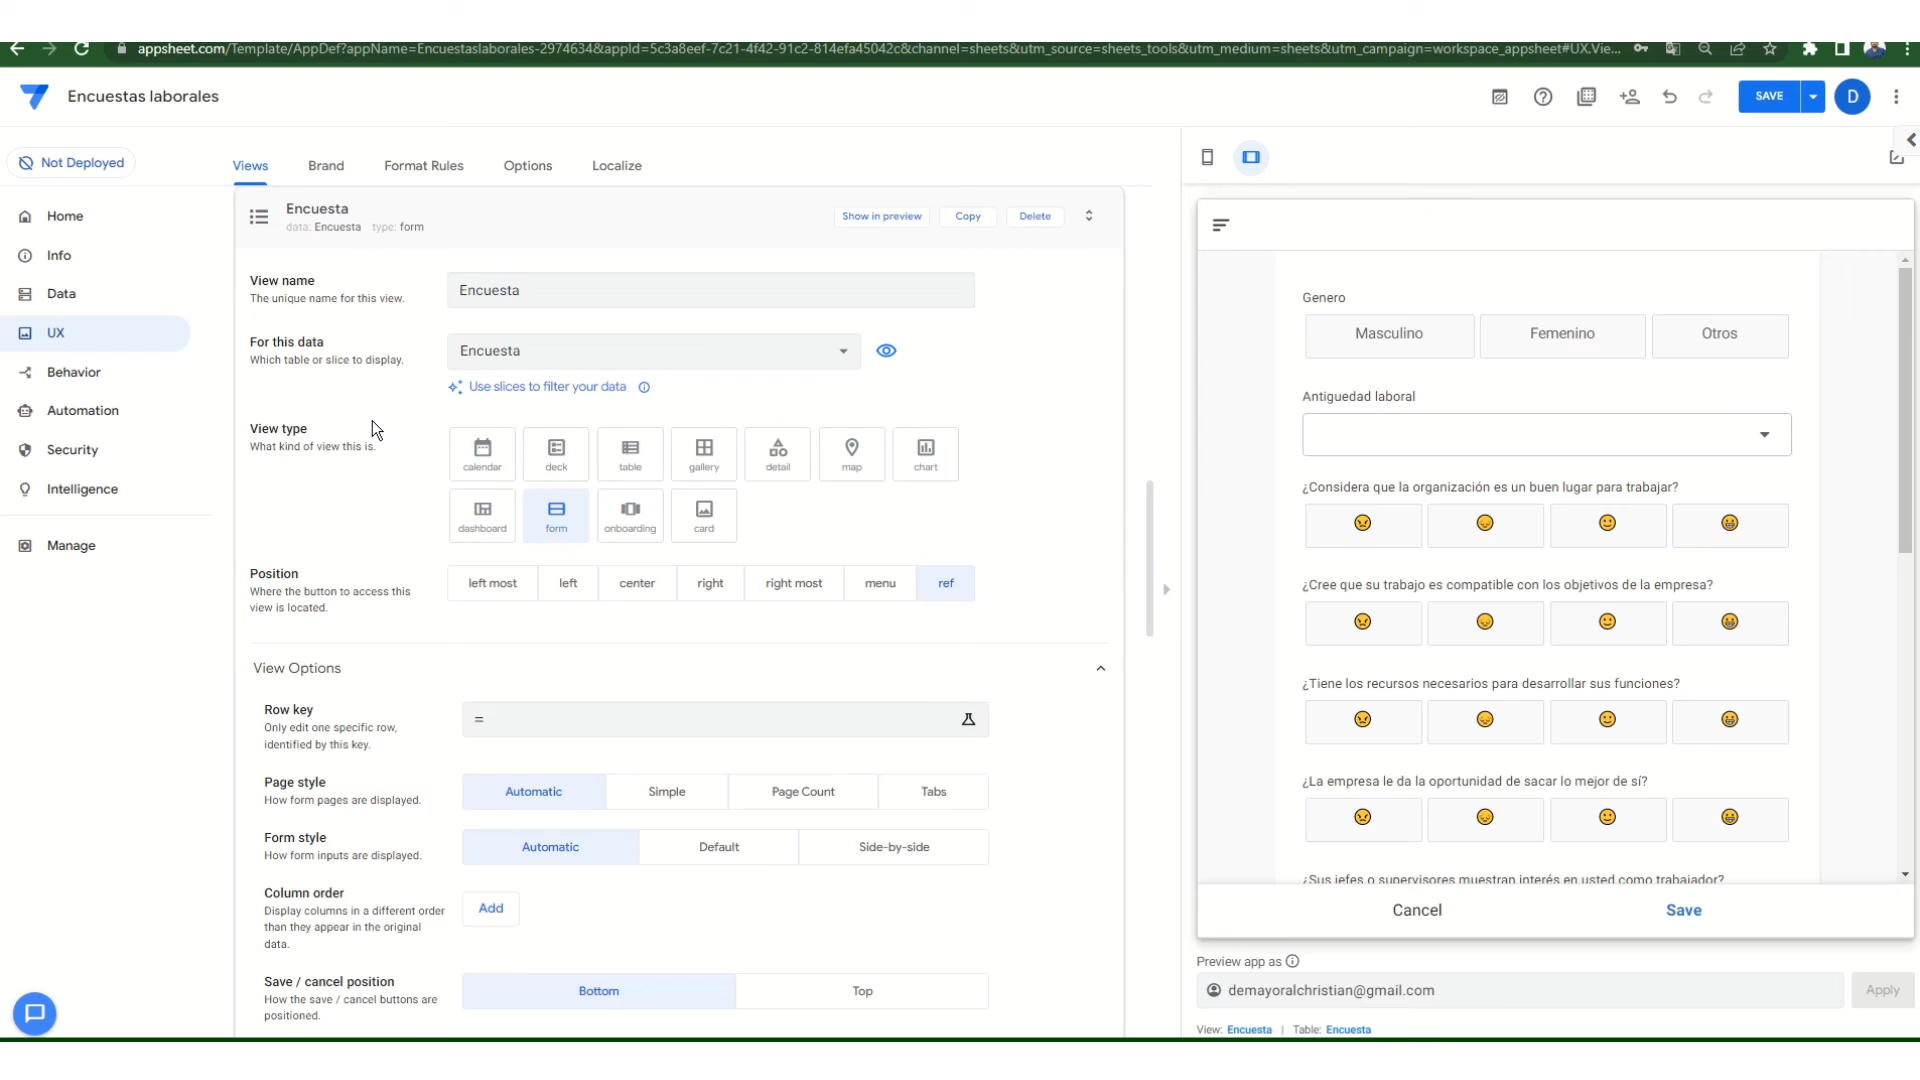 appsheet.com/Template/AppDef?appName=Encuestaslaborales-2974634&appId=5c3a8eef-7c21-4f42-91c2-814efa45042c&channel=sheets&utm_source=sheets_tools&utm_medium=sheets&utm_campaign=workspace_appsheet#UX.Vie...
Encuestas laborales
SAVE
D
Not Deployed
Home
Info
Data
UX
Behavior
Automation
Security
Intelligence
Manage
Views Brand Format Rules Options Localize
Encuesta
data: Encuesta type: form
Show in preview Copy Delete
View name
The unique name for this view.
Encuesta
For this data
Which table or slice to display.
Encuesta
Use slices to filter your data
View type
What kind of view this is.
calendar deck table gallery detail map chart
dashboard form onboarding card
Position
Where the button to access this
view is located.
left most left center right right most menu ref
View Options
Row key
Only edit one specific row,
identified by this key.
=
Page style
How form pages are displayed.
Automatic Simple Page Count Tabs
Form style
How form inputs are displayed.
Automatic Default Side-by-side
Column order
Display columns in a different order
than they appear in the original
data.
Add
Save / cancel position
How the save / cancel buttons are
positioned.
Bottom Top
Genero
Masculino Femenino Otros
Antiguedad laboral
¿Considera que la organización es un buen lugar para trabajar?
¿Cree que su trabajo es compatible con los objetivos de la empresa?
¿Tiene los recursos necesarios para desarrollar sus funciones?
¿La empresa le da la oportunidad de sacar lo mejor de sí?
¿Sus jefes o supervisores muestran interés en usted como trabajador?
Cancel Save
Preview app as
demayoralchristian@gmail.com
Apply
View: Encuesta | Table: Encuesta